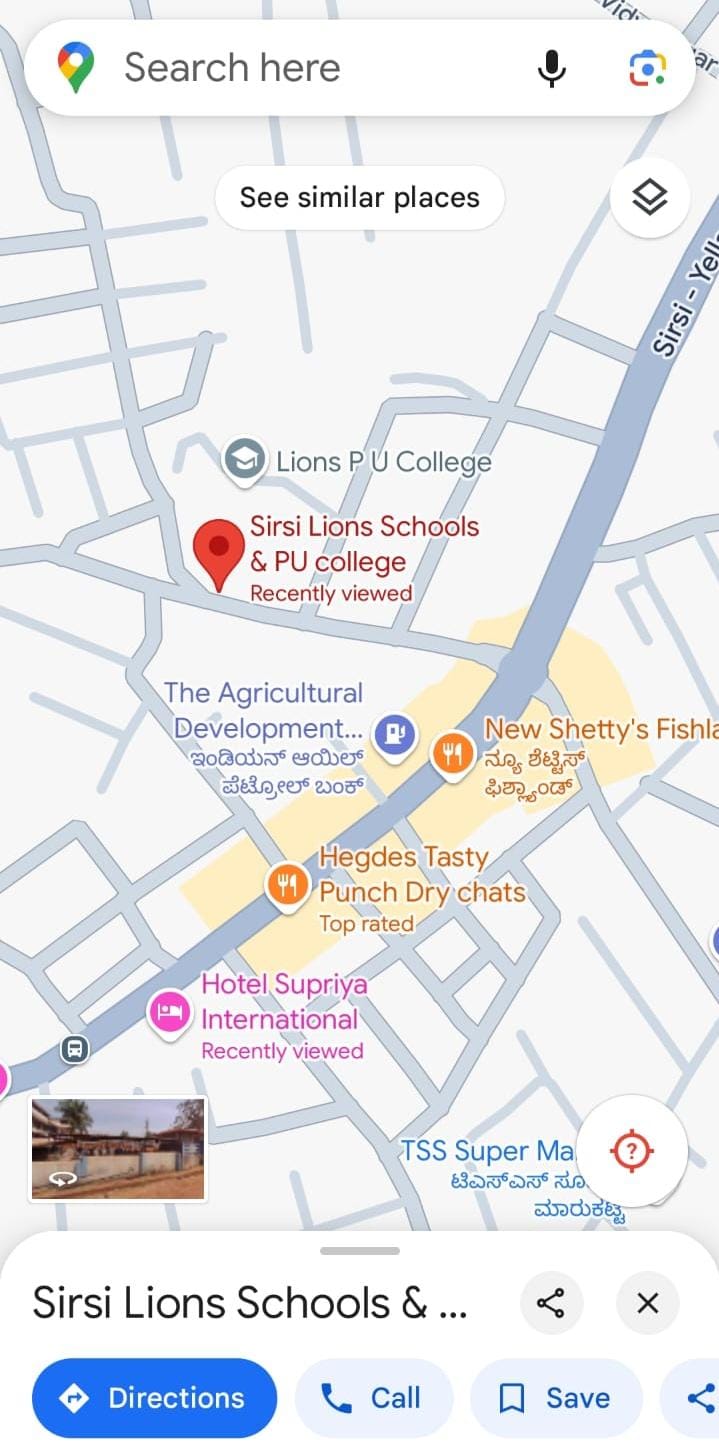 Search here
See similar places
Sirsi - Yell
Lions P U College
Sirsi Lions Schools
& PU college
Recently viewed
The Agricultural
Development...
ಇಂಡಿಯನ್ ಆಯಿಲ್
ಪೆಟ್ರೋಲ್ ಬಂಕ್
New Shetty's Fishla
ನ್ಯೂ ಶೆಟ್ಟಿಸ್
ಫಿಶ್ಲ್ಯಾಂಡ್
Hegdes Tasty
Punch Dry chats
Top rated
Hotel Supriya
International
Recently viewed
TSS Super Ma
ಟಿಎಸ್ಎಸ್ ಸೂ
ಮಾರುಕಟ್ಟೆ
Sirsi Lions Schools & ...
Directions
Call
Save